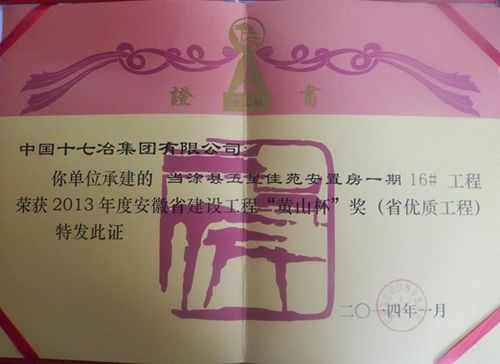 證書
中国十七冶集团有限公司:
你单位承建的 当涂县五星佳苑安置房一期16# 工程
荣获2013年度安徽省建设工程“黄山杯”奖（省优质工程）
特发此证
二〇一四年一月